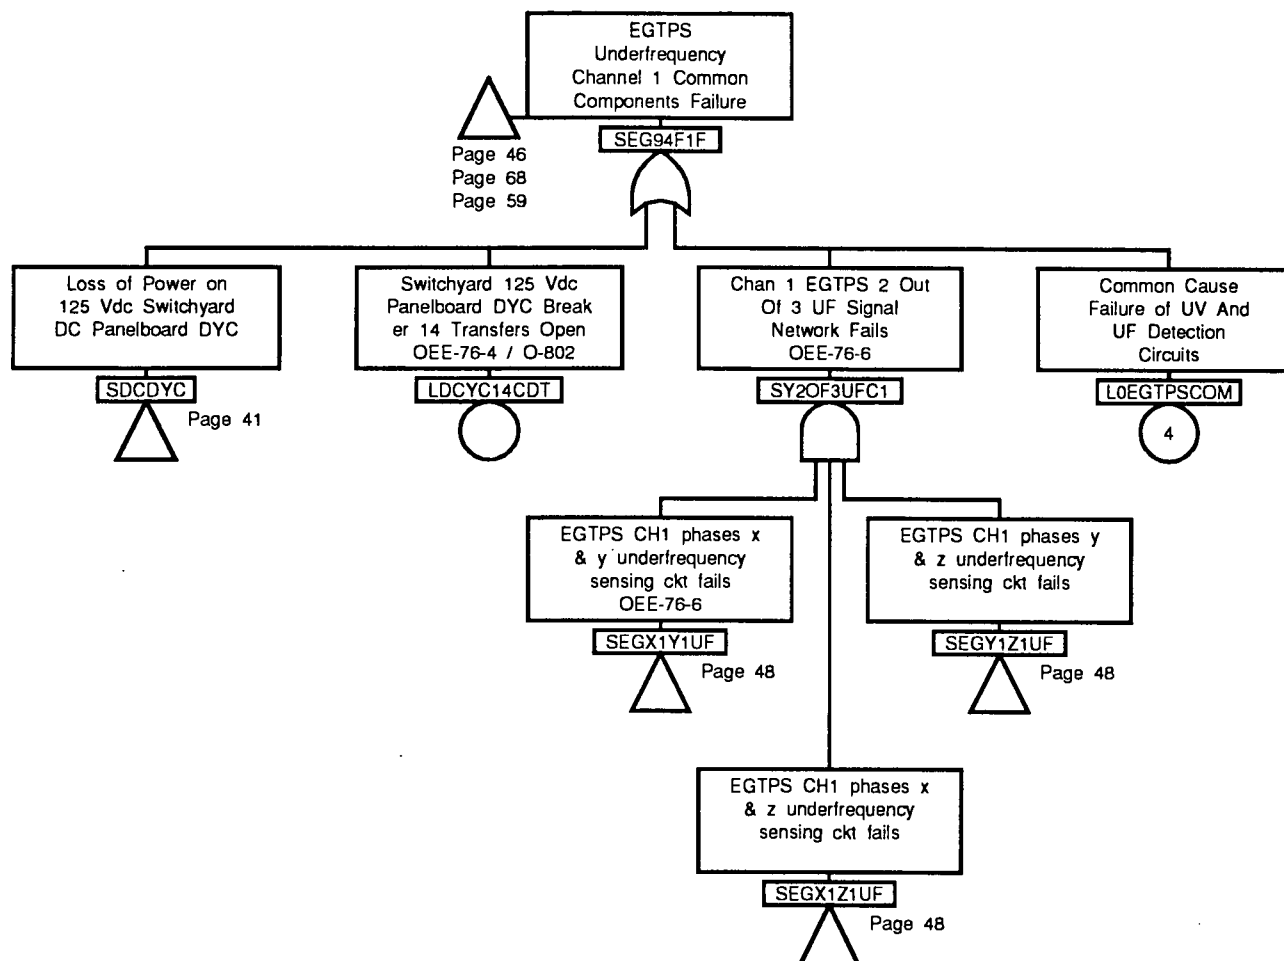 EGTPS
Underfrequency
Channel 1 Common
Components Failure
SEG94F1F
Page 46
Page 68
Page 59
Loss of Power on
125 Vdc Switchyard
DC Panelboard DYC
SDCDYC
Page 41
Switchyard 125 Vdc
Panelboard DYC Break
er 14 Transfers Open
OEE-76-4 / O-802
LDCYC14CDT
Chan 1 EGTPS 2 Out
Of 3 UF Signal
Network Fails
OEE-76-6
SY2OF3UFC1
Common Cause
Failure of UV And
UF Detection
Circuits
L0EGTPSCOM
4
EGTPS CH1 phases x
& y underfrequency
sensing ckt fails
OEE-76-6
SEGX1Y1UF
Page 48
EGTPS CH1 phases y
& z underfrequency
sensing ckt fails
SEGY1Z1UF
Page 48
EGTPS CH1 phases x
& z underfrequency
sensing ckt fails
SEGX1Z1UF
Page 48